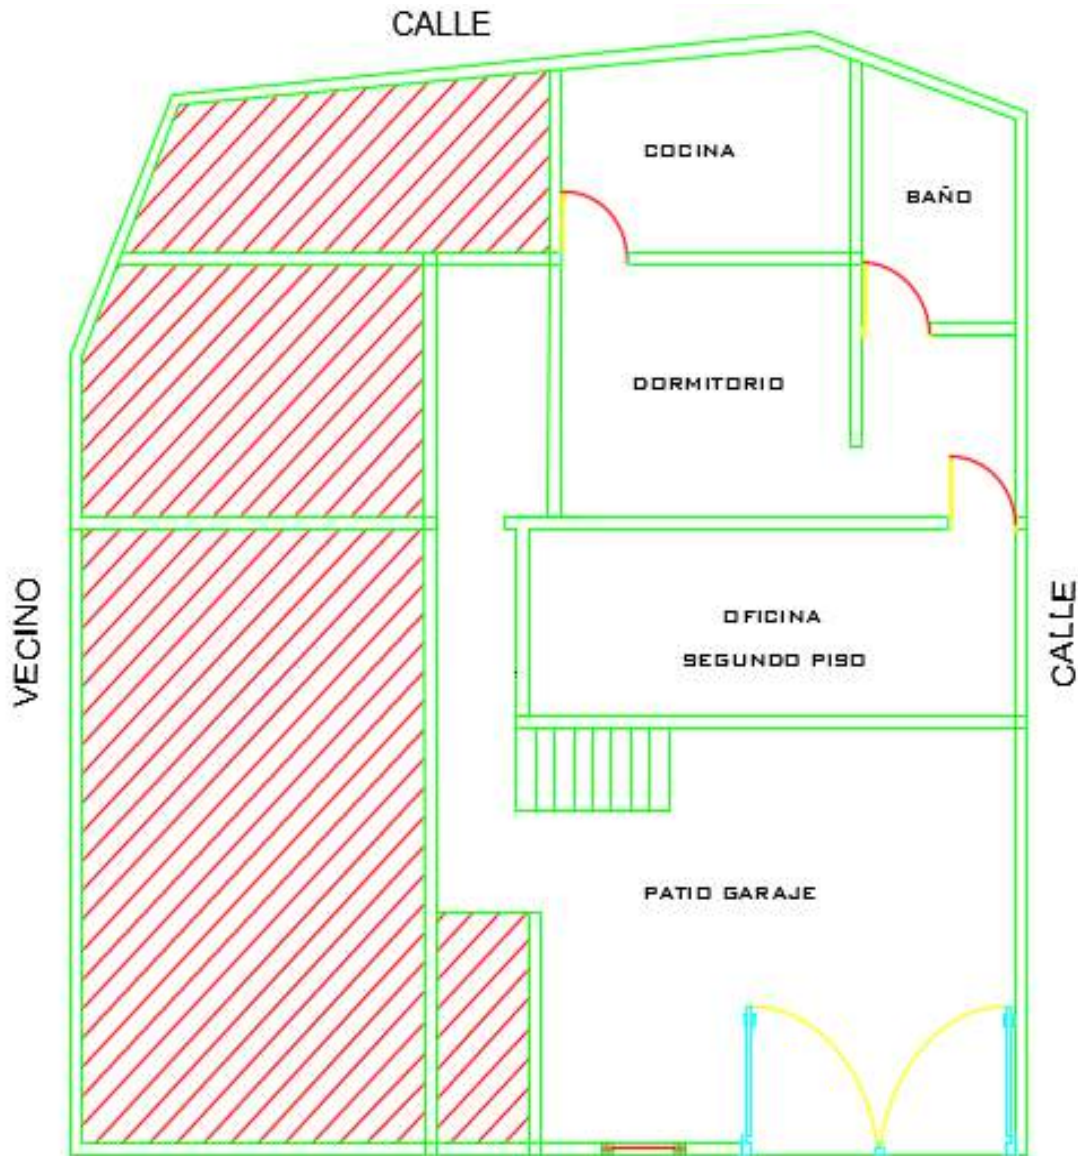 CALLE
COCINA
BAÑO
DORMITORIO
VECINO
OFICINA
SEGUNDO PISO
CALLE
PATIO GARAJE